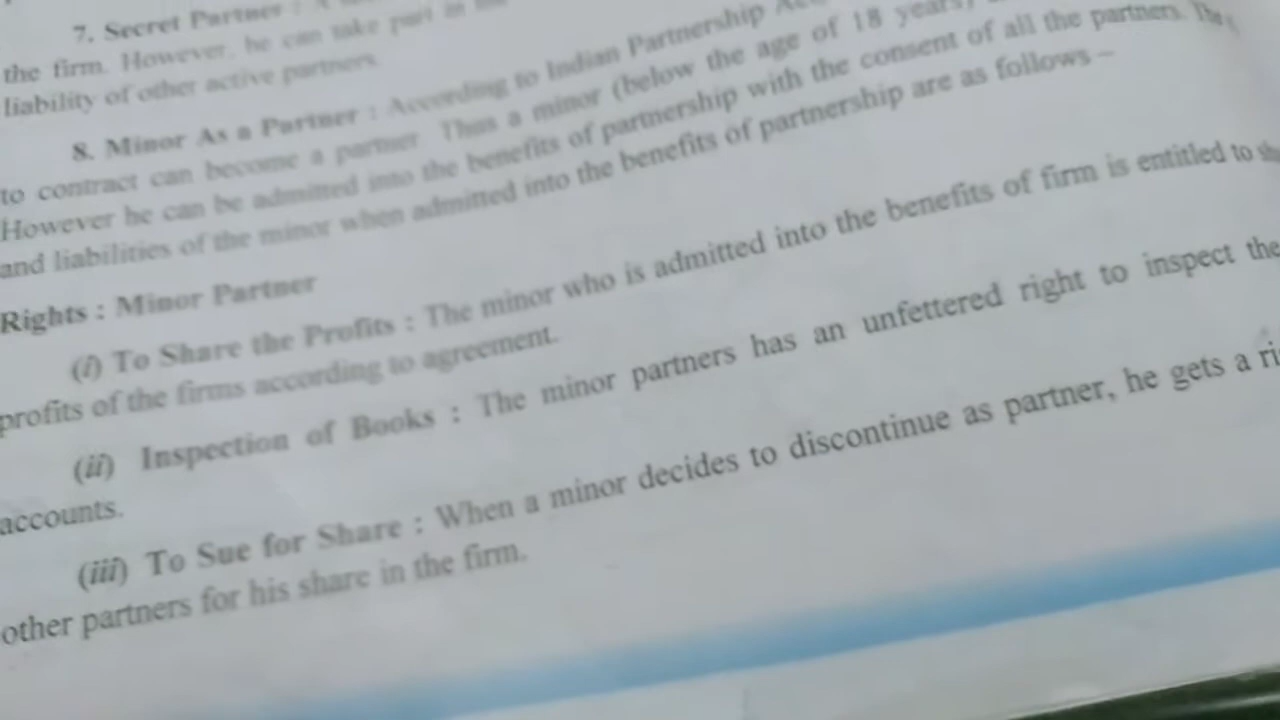 7. Secret Partner :
the firm. However, he can take part in
liability of other active partners.
8. Minor As a Partner : According to Indian Partnership
to contract can become a partner. Thus a minor (below the age of 18 years)
However he can be admitted into the benefits of partnership with the consent of all the partners. The
and liabilities of the minor when admitted into the benefits of partnership are as follows –
Rights : Minor Partner
(i) To Share the Profits : The minor who is admitted into the benefits of firm is entitled to
profits of the firms according to agreement.
(ii) Inspection of Books : The minor partners has an unfettered right to inspect the
accounts.
(iii) To Sue for Share : When a minor decides to discontinue as partner, he gets a
other partners for his share in the firm.